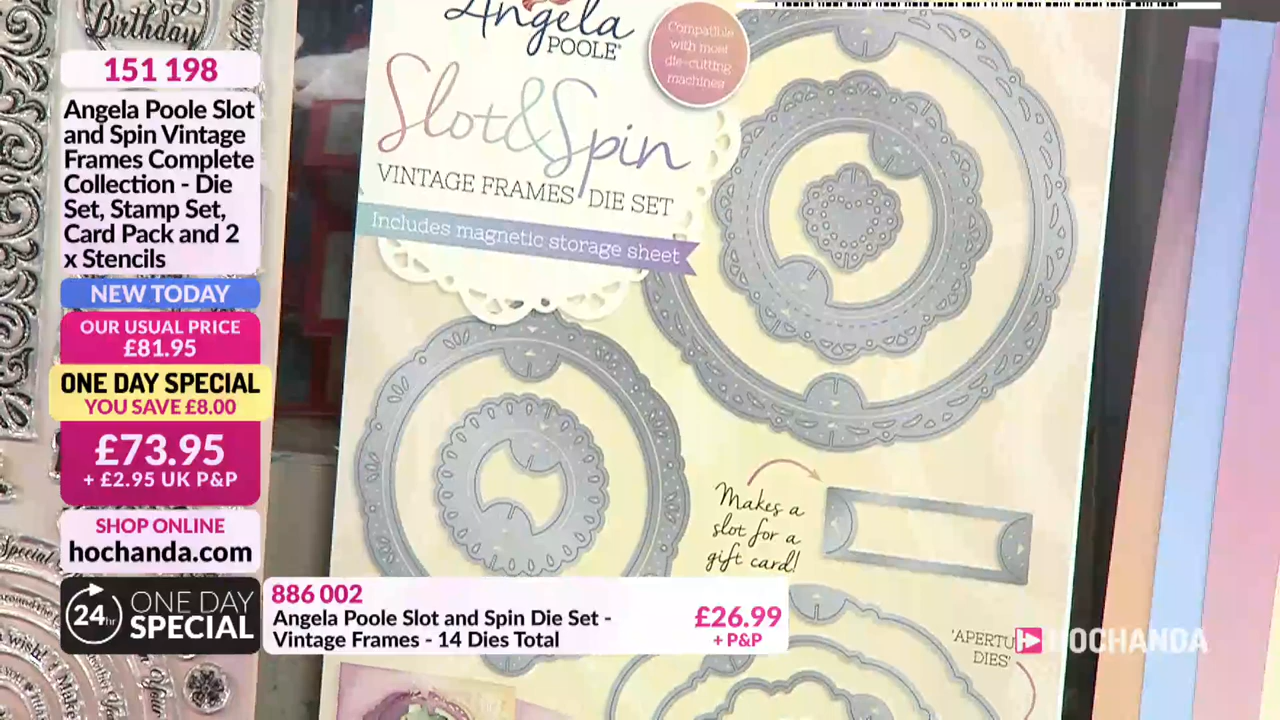 Birthday
151 198
Angela Poole Slot
and Spin Vintage
Frames Complete
Collection - Die
Set, Stamp Set,
Card Pack and 2
x Stencils
NEW TODAY
OUR USUAL PRICE
£81.95
ONE DAY SPECIAL
YOU SAVE £8.00
£73.95
+ £2.95 UK P&P
SHOP ONLINE
hochanda.com
24hr
ONE DAY
SPECIAL
886 002
Angela Poole Slot and Spin Die Set -
Vintage Frames - 14 Dies Total
£26.99
+ P&P
Angela
POOLE
Compatible
with most
die-cutting
machines!
Slot&Spin
VINTAGE FRAMES DIE SET
Includes magnetic storage sheet
Makes a
slot for a
gift card!
DIES'
HOCHANDA
Special